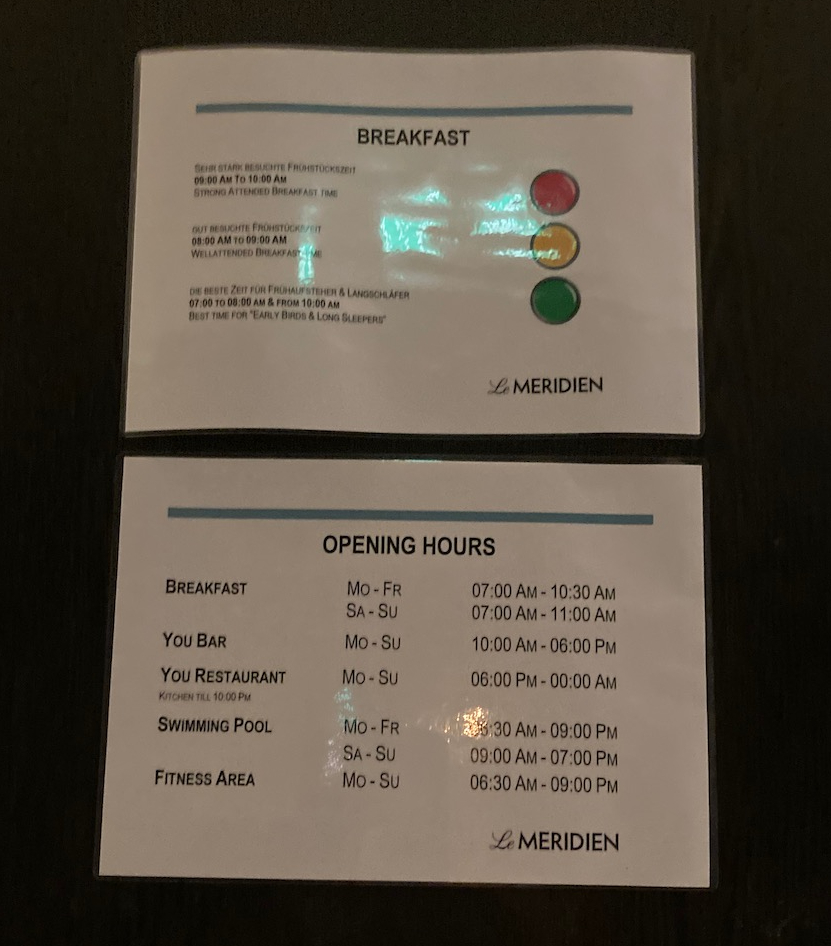 BREAKFAST
SEHR STARK BESUCHTE FRÜHSTÜCKSZEIT
09:00 AM TO 10:00 AM
STRONG ATTENDED BREAKFAST TIME
GUT BESUCHTE FRÜHSTÜCKSZEIT
08:00 AM TO 09:00 AM
WELLATTENDED BREAKFAST TIME
DIE BESTE ZEIT FÜR FRÜHAUFSTEHER & LANGSCHLÄFER
07:00 TO 08:00 AM & FROM 10:00 AM
BEST TIME FOR "EARLY BIRDS & LONG SLEEPERS"
Le MERIDIEN
OPENING HOURS
BREAKFAST MO - FR 07:00 AM - 10:30 AM
SA - SU 07:00 AM - 11:00 AM
YOU BAR MO - SU 10:00 AM - 06:00 PM
YOU RESTAURANT MO - SU 06:00 PM - 00:00 AM
KITCHEN TILL 10:00 PM
SWIMMING POOL MO - FR :30 AM - 09:00 PM
SA - SU 09:00 AM - 07:00 PM
FITNESS AREA MO - SU 06:30 AM - 09:00 PM
Le MERIDIEN